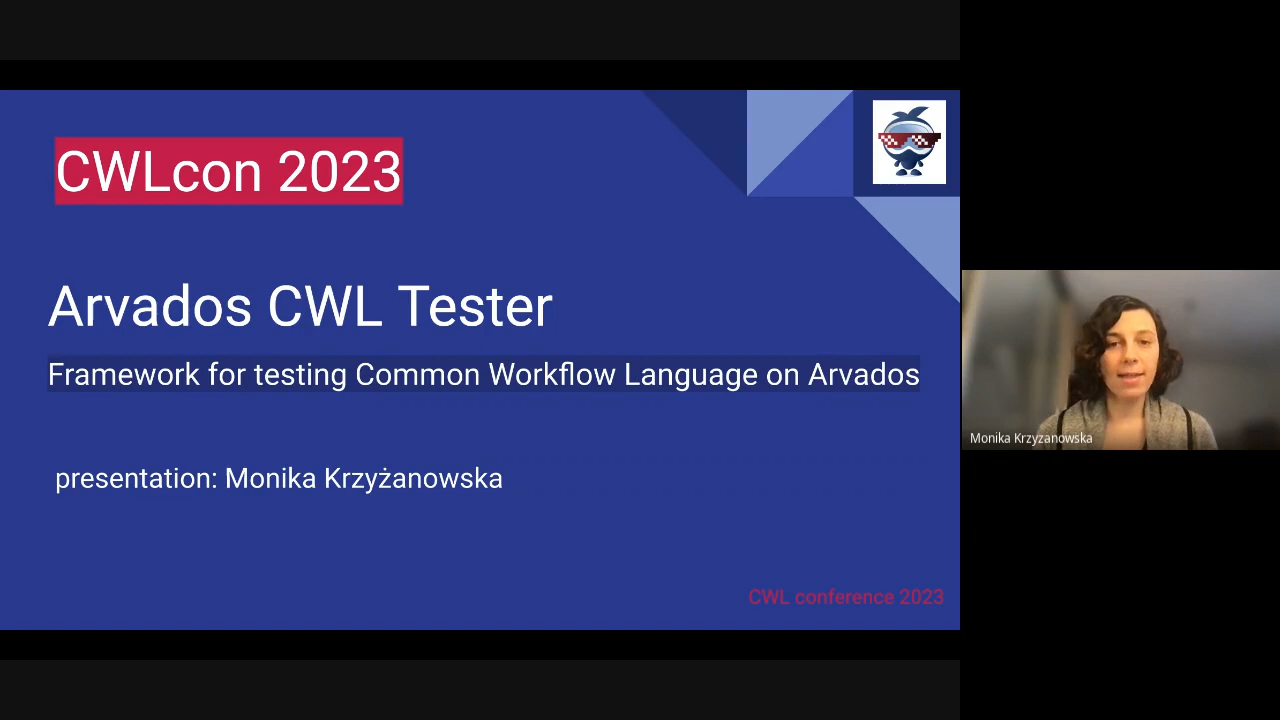 CWLcon 2023
Arvados CWL Tester
Framework for testing Common Workflow Language on Arvados
presentation: Monika Krzyżanowska
CWL conference 2023
Monika Krzyzanowska